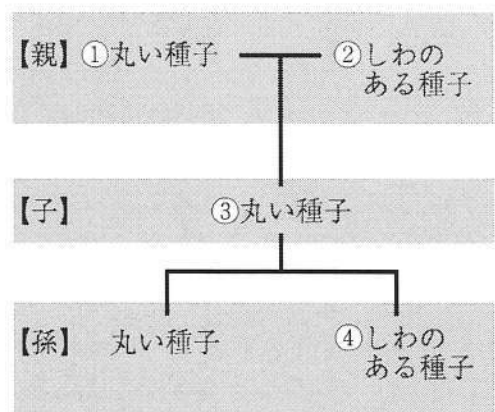 【親】①丸い種子 ②しわの
ある種子
【子】 ③丸い種子
【孫】 丸い種子 ④しわの
ある種子